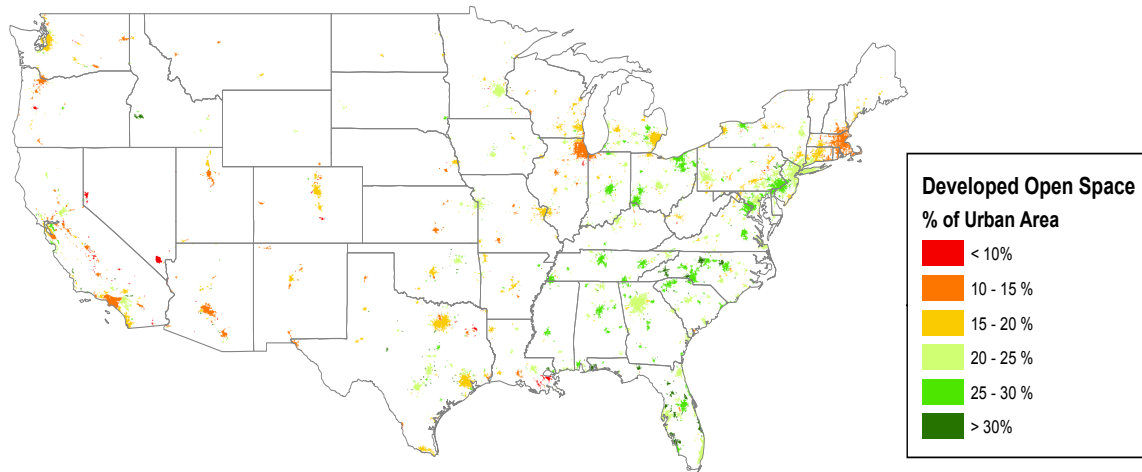 Developed Open Space
% of Urban Area
< 10%
10 - 15 %
15 - 20 %
20 - 25 %
25 - 30 %
> 30%